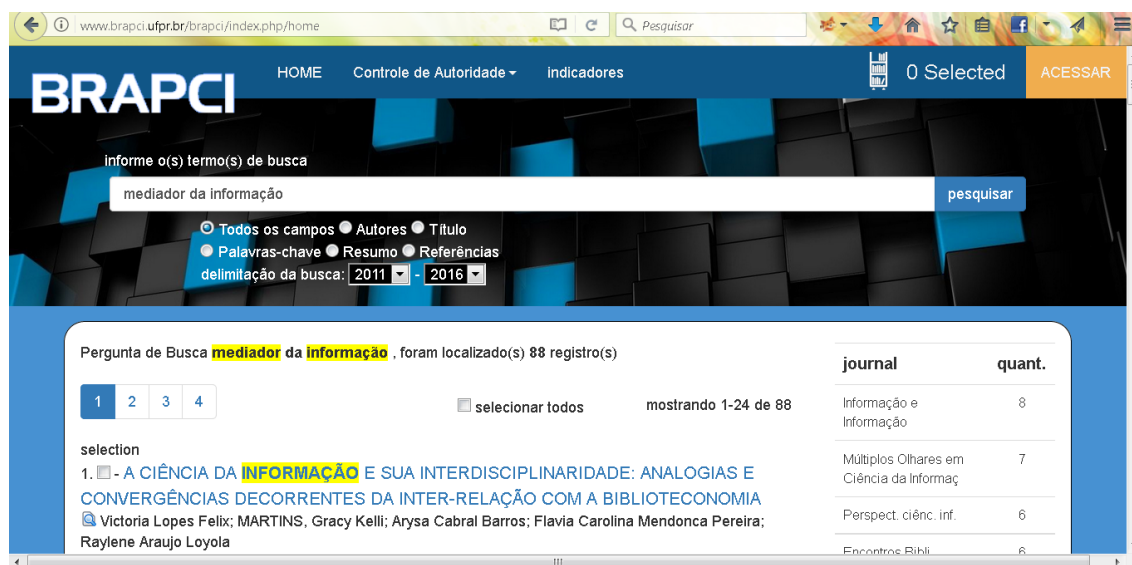 www.brapci.ufpr.br/brapci/index.php/home
Pesquisar
BRAPCI
HOME Controle de Autoridade indicadores 0 Selected ACESSAR
informe o(s) termo(s) de busca
mediador da informação pesquisar
Todos os campos Autores Título
Palavras-chave Resumo Referências
delimitação da busca: 2011 - 2016
Pergunta de Busca mediador da informação , foram localizado(s) 88 registro(s)
1 2 3 4
selecionar todos mostrando 1-24 de 88
selection
1. - A CIÊNCIA DA INFORMAÇÃO E SUA INTERDISCIPLINARIDADE: ANALOGIAS E
CONVERGÊNCIAS DECORRENTES DA INTER-RELAÇÃO COM A BIBLIOTECONOMIA
Victoria Lopes Felix; MARTINS, Gracy Kelli; Arysa Cabral Barros; Flavia Carolina Mendonca Pereira;
Raylene Araujo Loyola
journal quant.
Informação e 8
Informação
Múltiplos Olhares em 7
Ciência da Informaç
Perspect. ciênc. inf. 6
Encontros Bibli 6